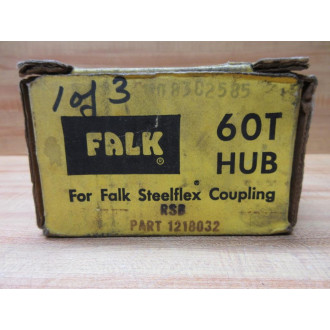 1 of 3
FALK®
60T
HUB
For Falk Steelflex Coupling
RSB
PART 1218032